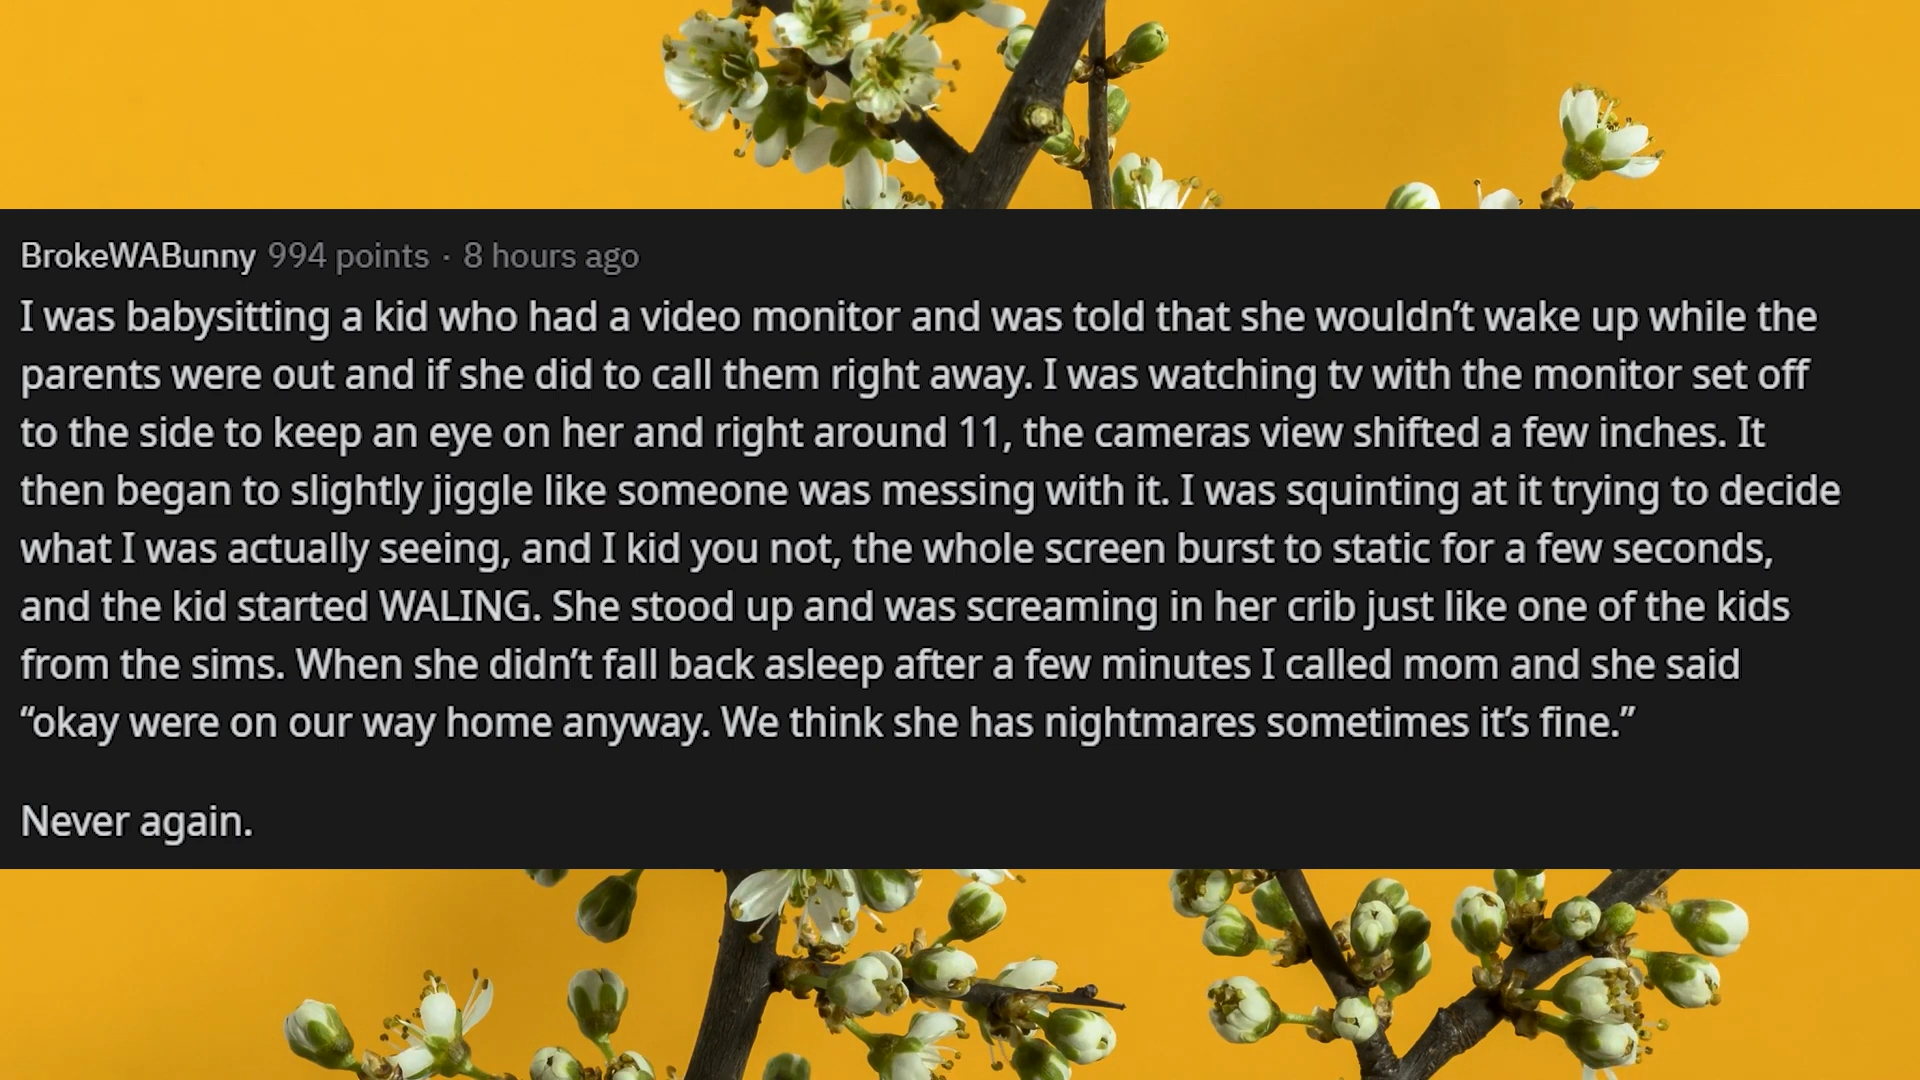 BrokeWABunny 994 points · 8 hours ago
I was babysitting a kid who had a video monitor and was told that she wouldn’t wake up while the
parents were out and if she did to call them right away. I was watching tv with the monitor set off
to the side to keep an eye on her and right around 11, the cameras view shifted a few inches. It
then began to slightly jiggle like someone was messing with it. I was squinting at it trying to decide
what I was actually seeing, and I kid you not, the whole screen burst to static for a few seconds,
and the kid started WALING. She stood up and was screaming in her crib just like one of the kids
from the sims. When she didn’t fall back asleep after a few minutes I called mom and she said
“okay were on our way home anyway. We think she has nightmares sometimes it’s fine.”
Never again.